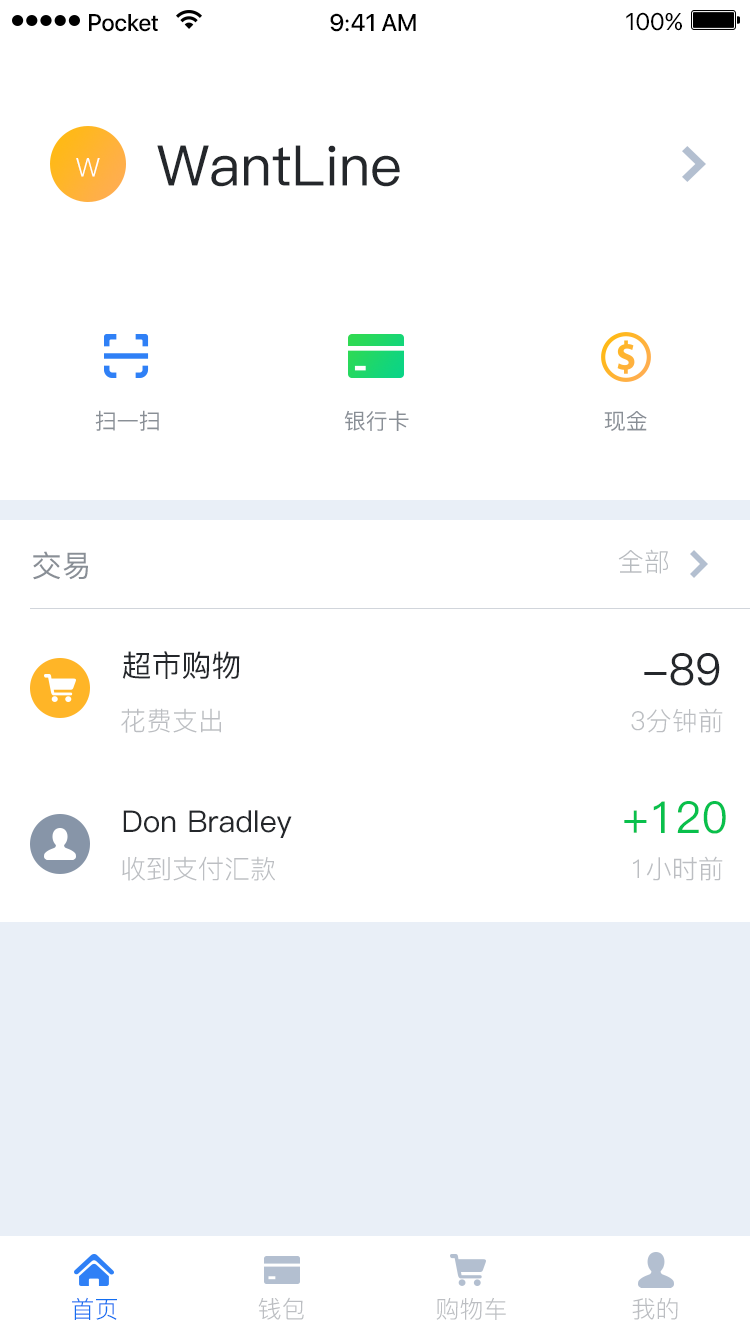 Pocket 9:41 AM 100%
W WantLine
扫一扫 银行卡 现金
交易 全部
超市购物 –89
花费支出 3分钟前
Don Bradley +120
收到支付汇款 1小时前
首页 钱包 购物车 我的